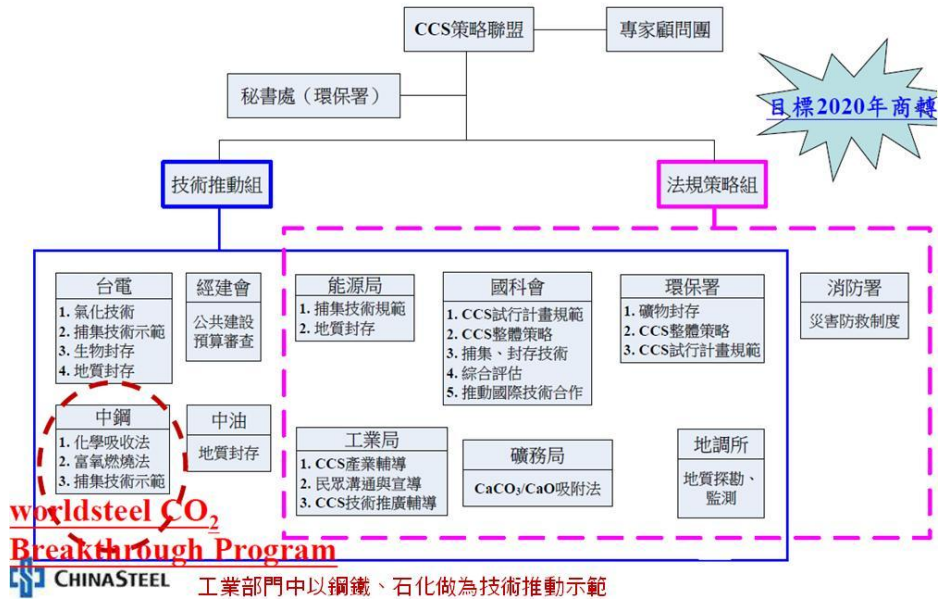 CCS策略聯盟
專家顧問團
秘書處（環保署）
目標2020年商轉
技術推動組
法規策略組
台電
1. 氣化技術
2. 捕集技術示範
3. 生物封存
4. 地質封存
經建會
公共建設
預算審查
能源局
1. 捕集技術規範
2. 地質封存
國科會
1. CCS試行計畫規範
2. CCS整體策略
3. 捕集、封存技術
4. 綜合評估
5. 推動國際技術合作
環保署
1. 礦物封存
2. CCS整體策略
3. CCS試行計畫規範
消防署
災害防救制度
中鋼
1. 化學吸收法
2. 富氧燃燒法
3. 捕集技術示範
中油
地質封存
工業局
1. CCS產業輔導
2. 民眾溝通與宣導
3. CCS技術推廣輔導
礦務局
CaCO₃/CaO吸附法
地調所
地質探勘、
監測
worldsteel CO₂
Breakthrough Program
CHINASTEEL
工業部門中以鋼鐵、石化做為技術推動示範